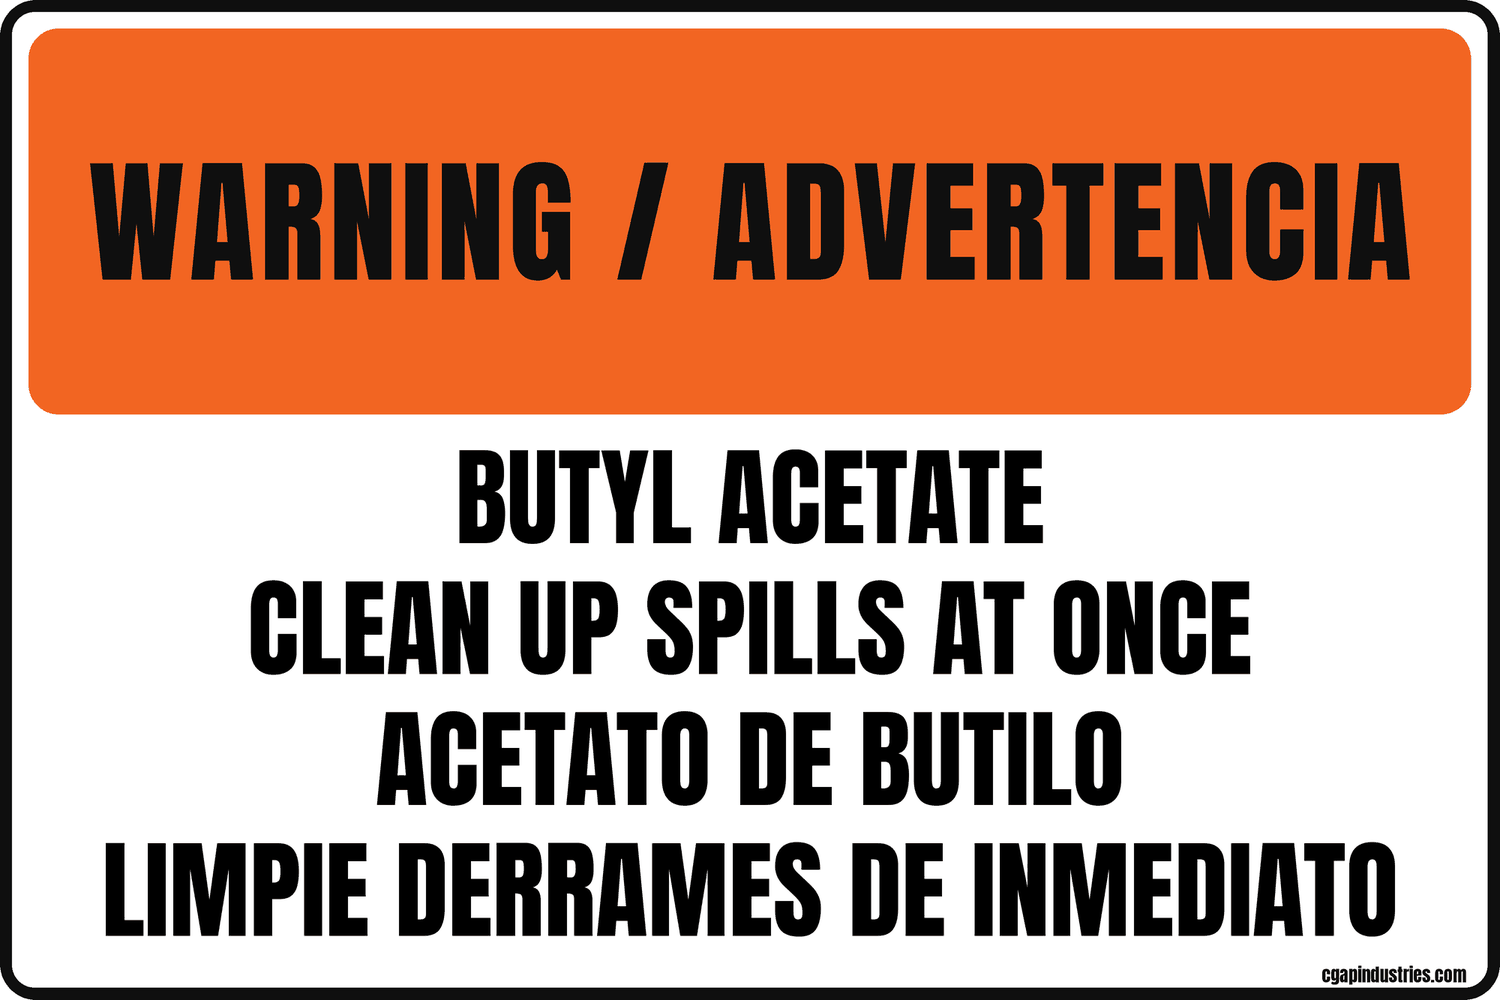 WARNING / ADVERTENCIA
BUTYL ACETATE
CLEAN UP SPILLS AT ONCE
ACETATO DE BUTILO
LIMPIE DERRAMES DE INMEDIATO
cgapindustries.com